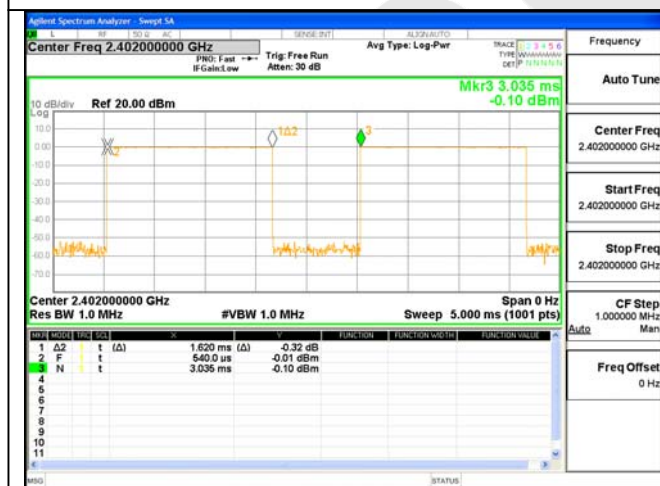 Agilent Spectrum Analyzer - Swept SA
L RF 50 Ω AC SENSE:INT ALIGN AUTO
Center Freq 2.402000000 GHz
PNO: Fast
IFGain:Low
Trig: Free Run
Atten: 30 dB
Avg Type: Log-Pwr
TRACE 1 2 3 4 5 6
TYPE
DET P N N N N N
Mkr3 3.035 ms
-0.10 dBm
10 dB/div Ref 20.00 dBm
Log
10.0
0.00
-10.0
-20.0
-30.0
-40.0
-50.0
-60.0
-70.0
2
1Δ2
3
Center 2.402000000 GHz
Span 0 Hz
Res BW 1.0 MHz
#VBW 1.0 MHz
Sweep 5.000 ms (1001 pts)
MKR MODE TRC SCL X Y FUNCTION FUNCTION WIDTH FUNCTION VALUE
1 Δ2 t (Δ) 1.620 ms (Δ) -0.32 dB
2 F t 540.0 µs -0.01 dBm
3 N t 3.035 ms -0.10 dBm
4
5
6
7
8
9
10
11
MSG
STATUS
Frequency
Auto Tune
Center Freq
2.402000000 GHz
Start Freq
2.402000000 GHz
Stop Freq
2.402000000 GHz
CF Step
1.000000 MHz
Auto Man
Freq Offset
0 Hz